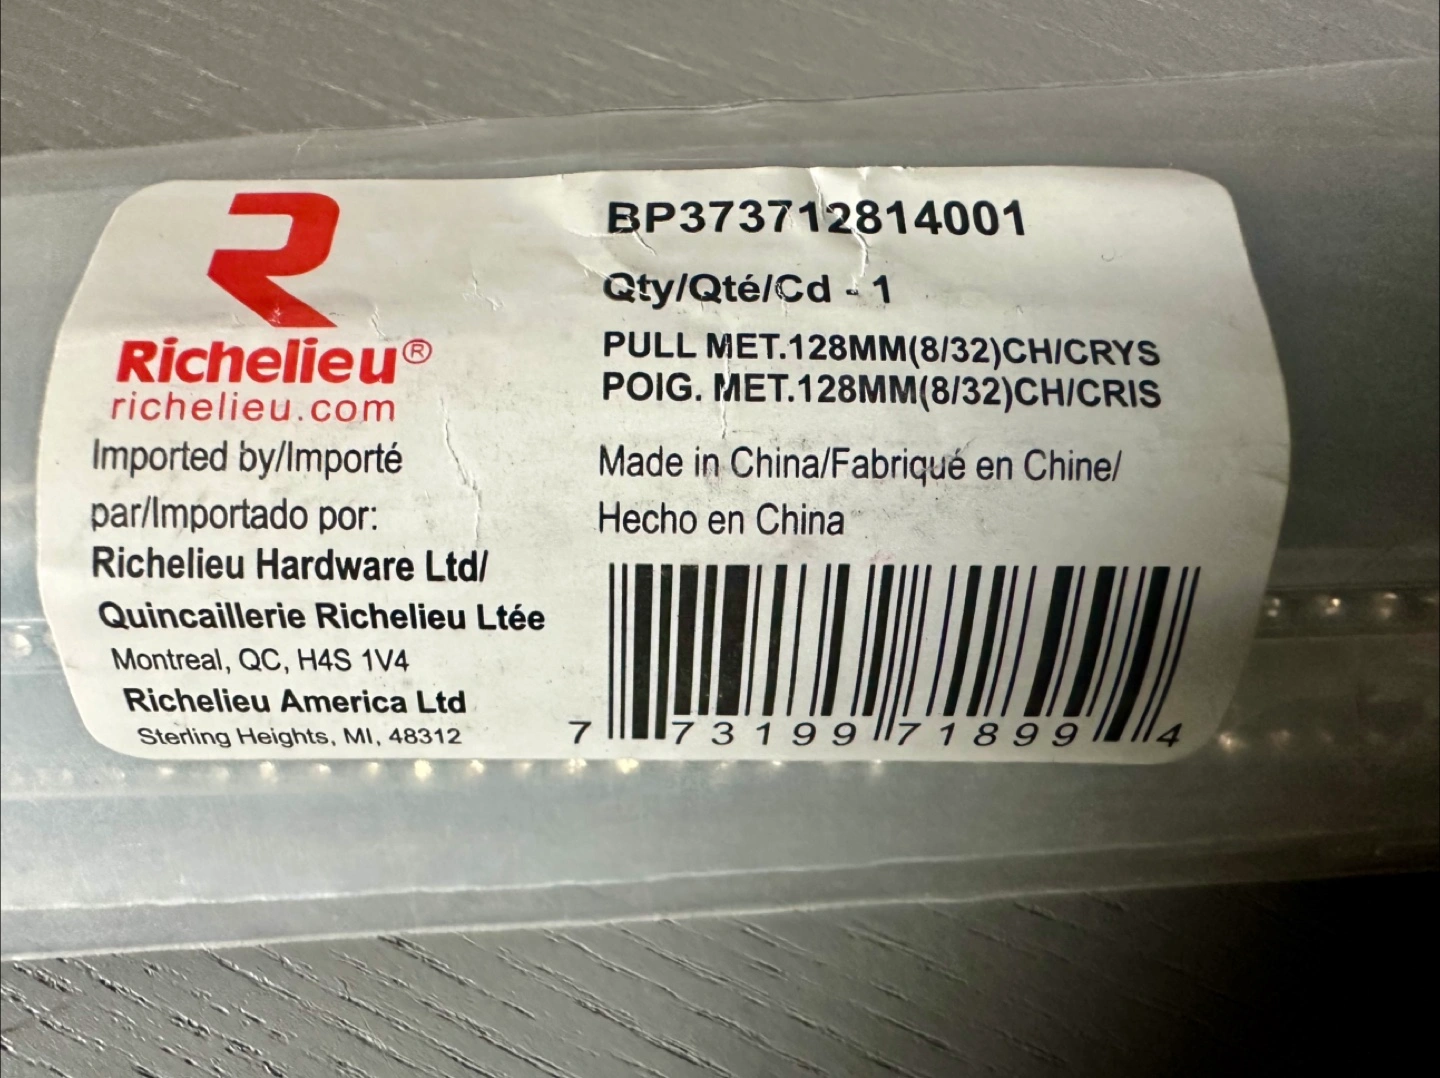 Richelieu®
richelieu.com
Imported by/Importé
par/Importado por:
Richelieu Hardware Ltd/
Quincaillerie Richelieu Ltée
Montreal, QC, H4S 1V4
Richelieu America Ltd
Sterling Heights, MI, 48312
BP373712814001
Qty/Qté/Cd - 1
PULL MET.128MM(8/32)CH/CRYS
POIG. MET.128MM(8/32)CH/CRIS
Made in China/Fabriqué en Chine/
Hecho en China
7 73199 71899 4